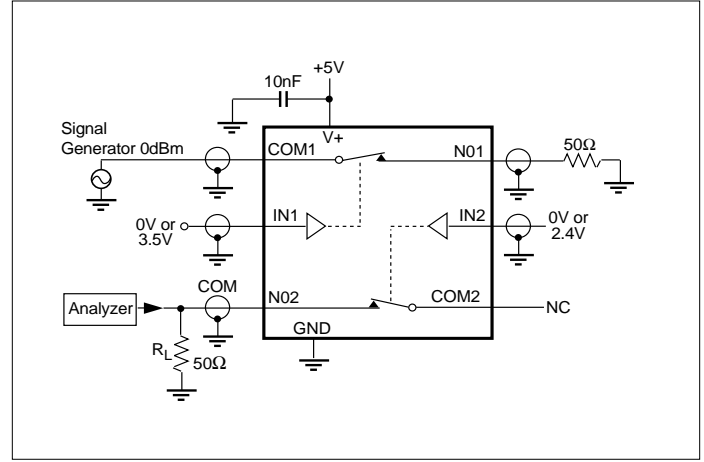 +5V
10nF
V+
Signal
Generator 0dBm
COM1
N01
50Ω
0V or
3.5V
IN1
IN2
0V or
2.4V
COM
Analyzer
N02
COM2
NC
GND
RL
50Ω